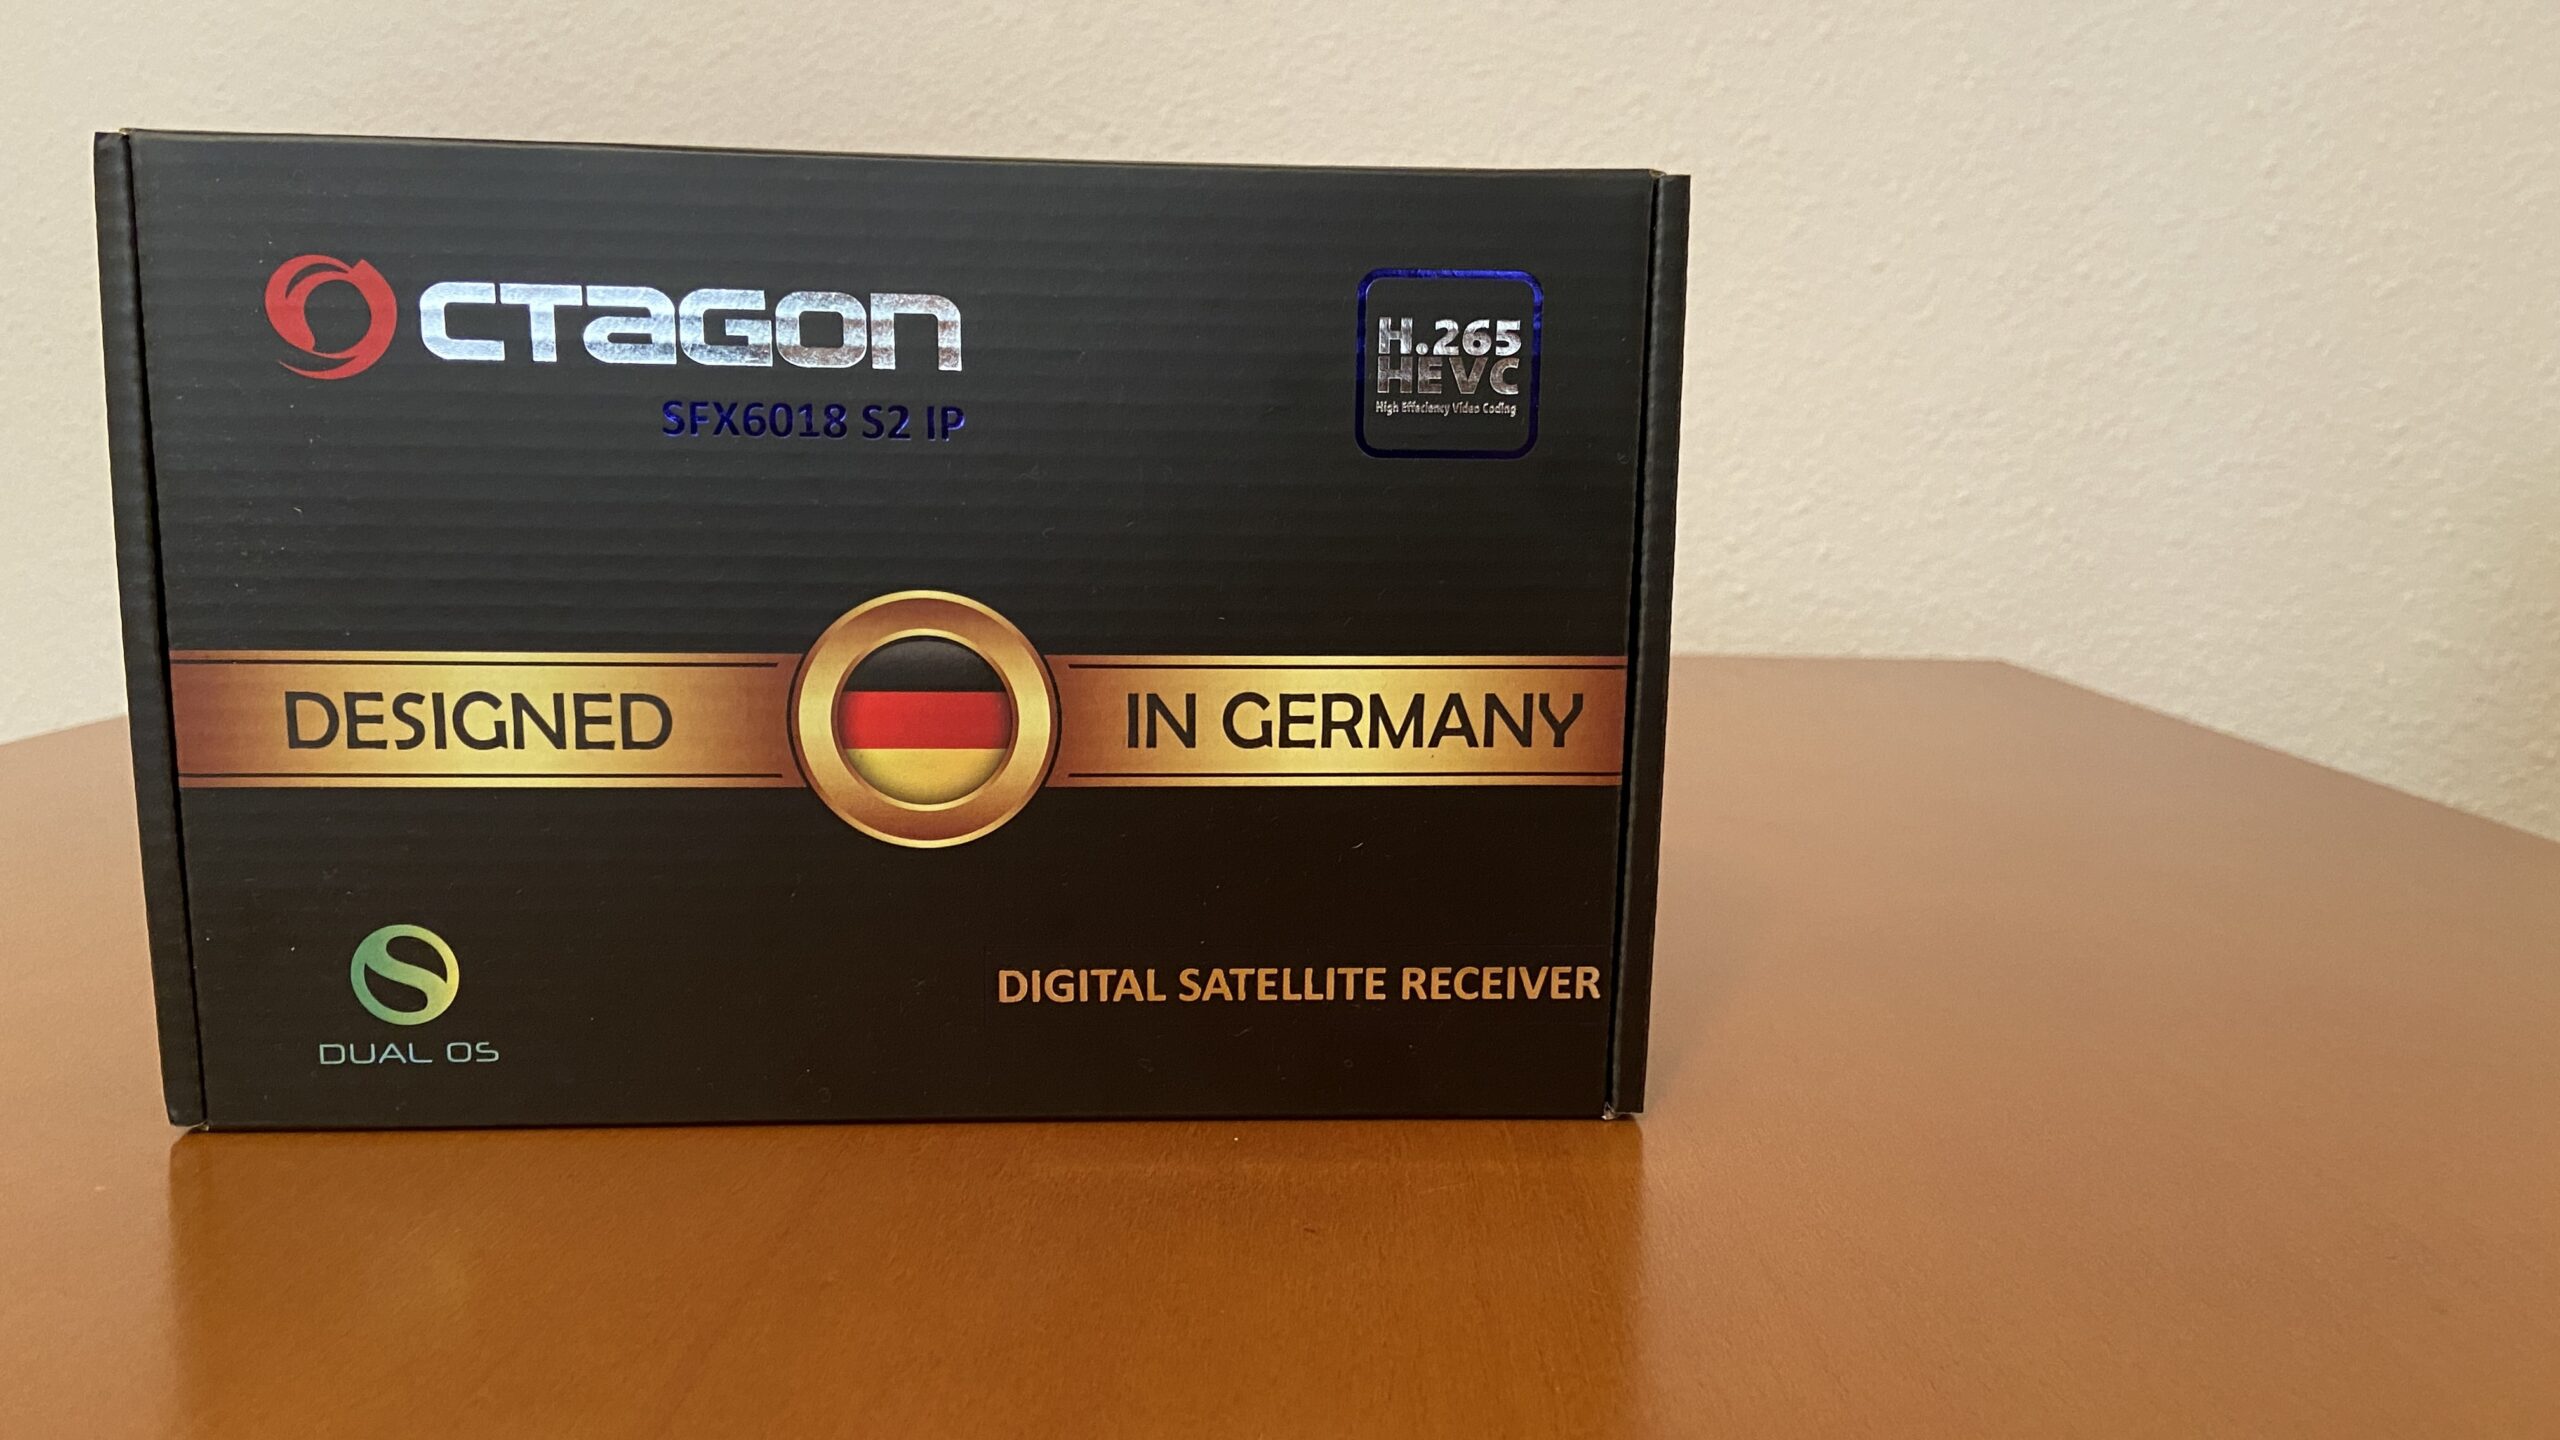 OCTAGON
SFX6018 S2 IP
H.265
HEVC
High Effeciency Video Coding
DESIGNED IN GERMANY
DUAL OS
DIGITAL SATELLITE RECEIVER